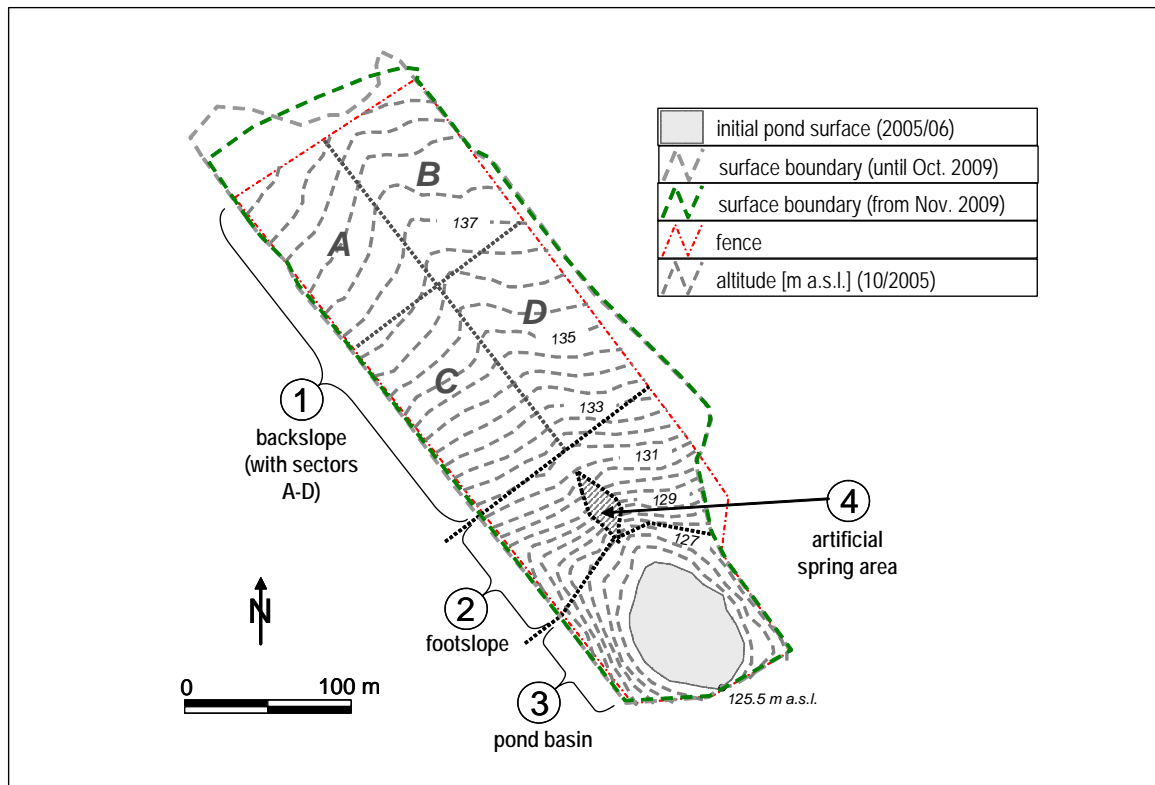 initial pond surface (2005/06)
surface boundary (until Oct. 2009)
surface boundary (from Nov. 2009)
fence
altitude [m a.s.l.] (10/2005)
B
137
A
D
135
C
133
1
backslope
(with sectors
A-D)
131
129
4
artificial
spring area
127
N
2
footslope
0 100 m
3
pond basin
125.5 m a.s.l.